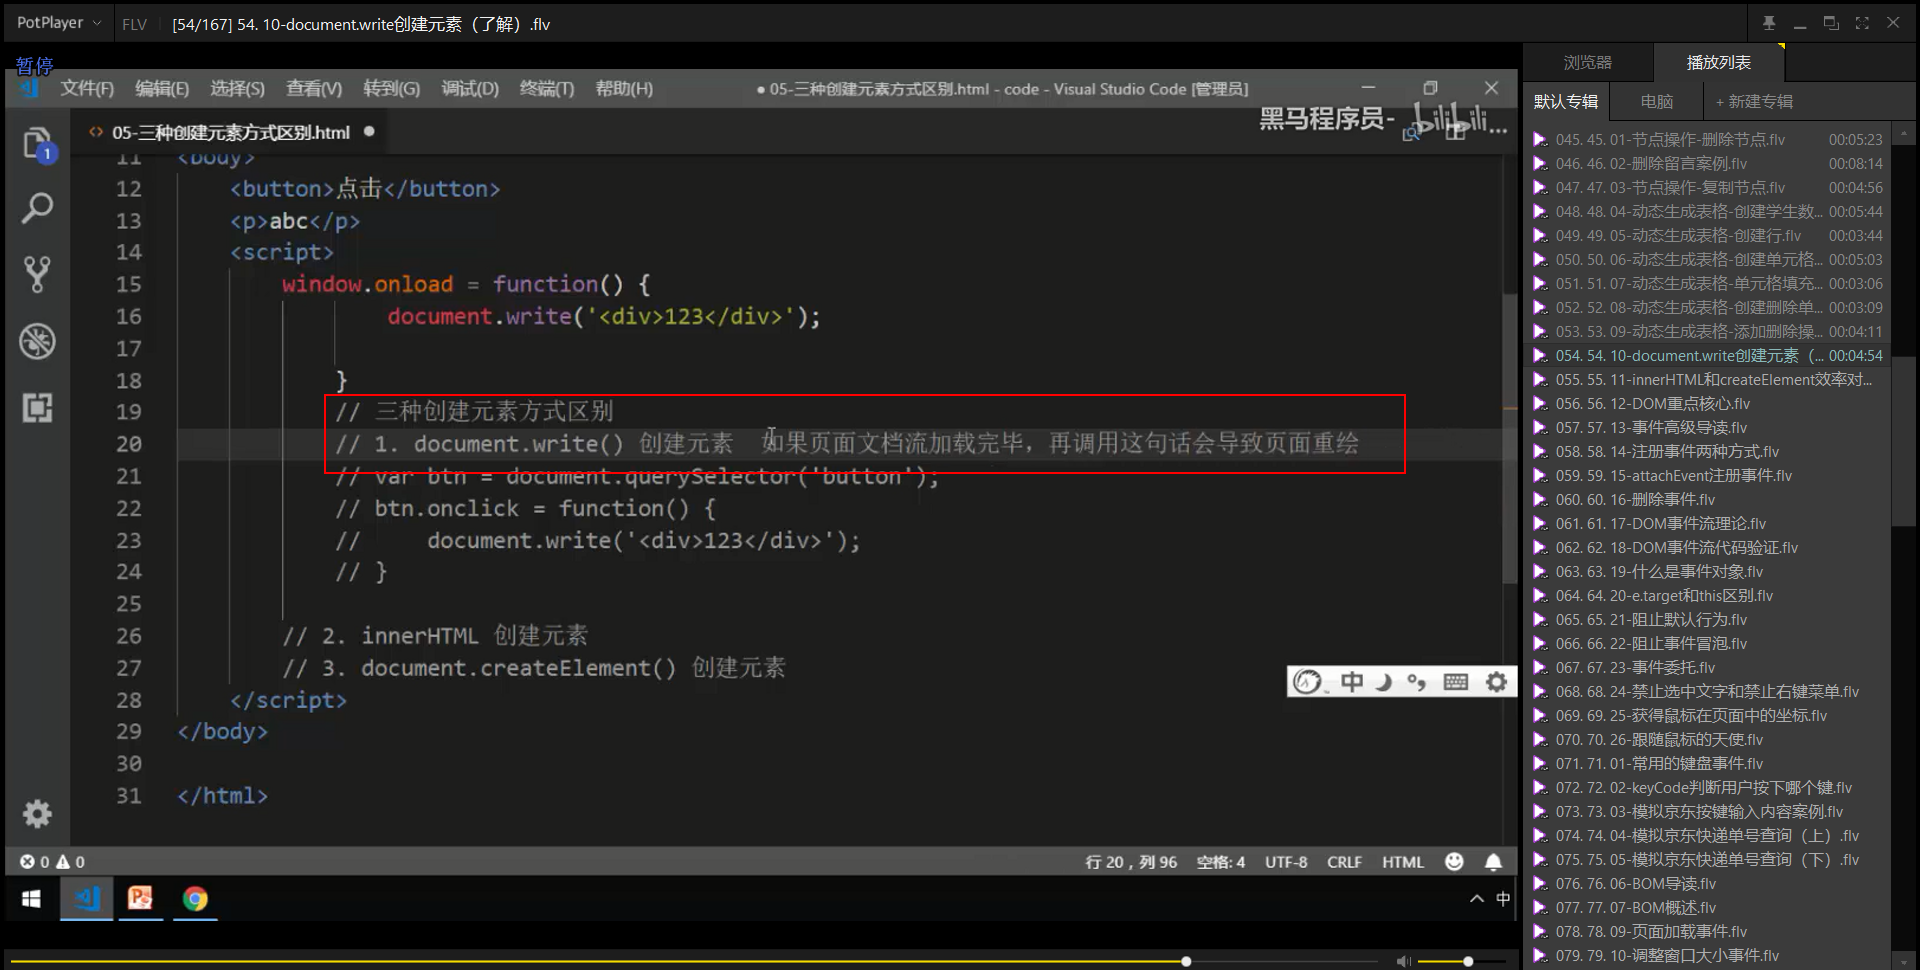 PotPlayer FLV [54/167] 54. 10-document.write创建元素（了解）.flv
暂停
文件(F) 编辑(E) 选择(S) 查看(V) 转到(G) 调试(D) 终端(T) 帮助(H) ● 05-三种创建元素方式区别.html - code - Visual Studio Code [管理员]
05-三种创建元素方式区别.html ●
黑马程序员- bilibili
1
11 <body>
12 <button>点击</button>
13 <p>abc</p>
14 <script>
15 window.onload = function() {
16 document.write('<div>123</div>');
17
18 }
19 // 三种创建元素方式区别
20 // 1. document.write() 创建元素 如果页面文档流加载完毕，再调用这句话会导致页面重绘
21 // var btn = document.querySelector('button');
22 // btn.onclick = function() {
23 // document.write('<div>123</div>');
24 // }
25
26 // 2. innerHTML 创建元素
27 // 3. document.createElement() 创建元素
28 </script>
29 </body>
30
31 </html>
中
0 0 行 20，列 96 空格: 4 UTF-8 CRLF HTML
中
浏览器 播放列表
默认专辑 电脑 + 新建专辑
045. 45. 01-节点操作-删除节点.flv 00:05:23
046. 46. 02-删除留言案例.flv 00:08:14
047. 47. 03-节点操作-复制节点.flv 00:04:56
048. 48. 04-动态生成表格-创建学生数... 00:05:44
049. 49. 05-动态生成表格-创建行.flv 00:03:44
050. 50. 06-动态生成表格-创建单元格... 00:05:03
051. 51. 07-动态生成表格-单元格填充... 00:03:06
052. 52. 08-动态生成表格-创建删除单... 00:03:09
053. 53. 09-动态生成表格-添加删除操... 00:04:11
054. 54. 10-document.write创建元素（... 00:04:54
055. 55. 11-innerHTML和createElement效率对...
056. 56. 12-DOM重点核心.flv
057. 57. 13-事件高级导读.flv
058. 58. 14-注册事件两种方式.flv
059. 59. 15-attachEvent注册事件.flv
060. 60. 16-删除事件.flv
061. 61. 17-DOM事件流理论.flv
062. 62. 18-DOM事件流代码验证.flv
063. 63. 19-什么是事件对象.flv
064. 64. 20-e.target和this区别.flv
065. 65. 21-阻止默认行为.flv
066. 66. 22-阻止事件冒泡.flv
067. 67. 23-事件委托.flv
068. 68. 24-禁止选中文字和禁止右键菜单.flv
069. 69. 25-获得鼠标在页面中的坐标.flv
070. 70. 26-跟随鼠标的天使.flv
071. 71. 01-常用的键盘事件.flv
072. 72. 02-keyCode判断用户按下哪个键.flv
073. 73. 03-模拟京东按键输入内容案例.flv
074. 74. 04-模拟京东快递单号查询（上）.flv
075. 75. 05-模拟京东快递单号查询（下）.flv
076. 76. 06-BOM导读.flv
077. 77. 07-BOM概述.flv
078. 78. 09-页面加载事件.flv
079. 79. 10-调整窗口大小事件.flv